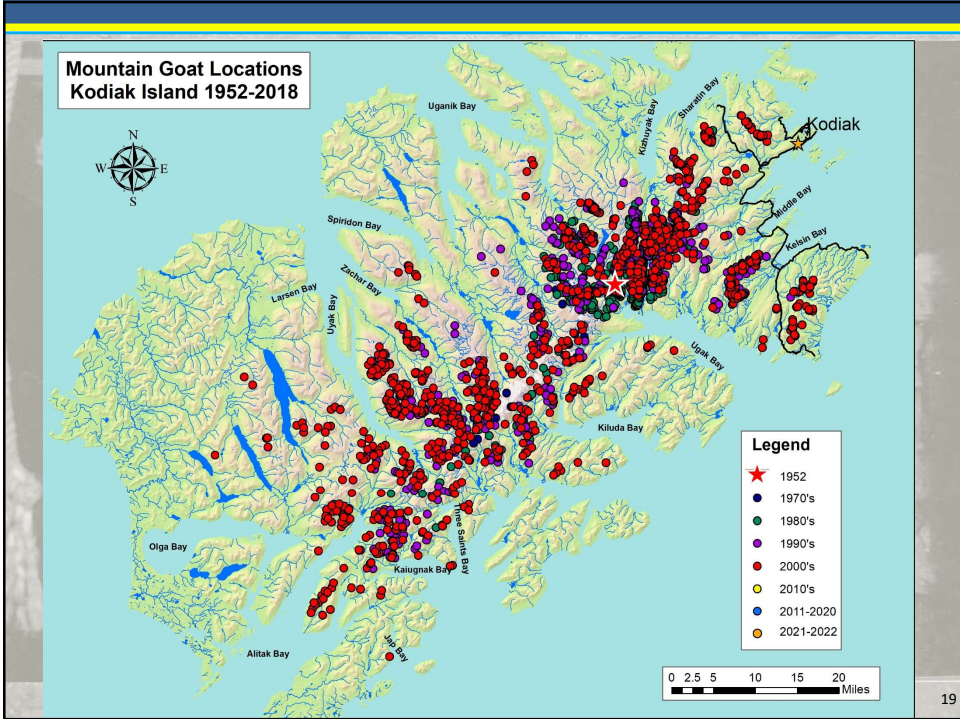 Mountain Goat Locations
Kodiak Island 1952-2018
N
W
E
S
Uganik Bay
Kizhuyak Bay
Sharatin Bay
Kodiak
Middle Bay
Kelsin Bay
Spiridon Bay
Zachar Bay
Larsen Bay
Uyak Bay
Ugak Bay
Kiluda Bay
Three Saints Bay
Olga Bay
Kaiugnak Bay
Alitak Bay
Jap Bay
Legend
1952
1970's
1980's
1990's
2000's
2010's
2011-2020
2021-2022
0 2.5 5 10 15 20
Miles
19